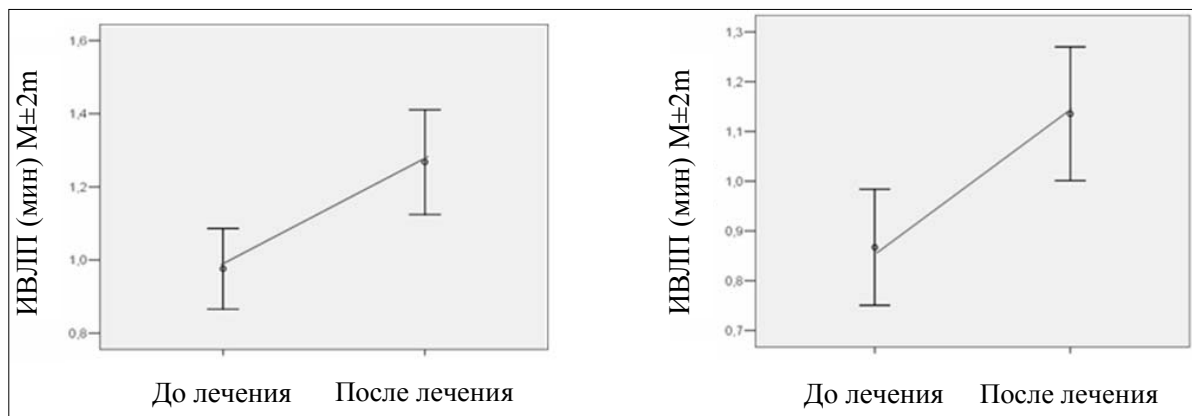 ИВЛП (мин) M±2m
1,6
1,4
1,2
1,0
0,8
До лечения
После лечения
ИВЛП (мин) M±2m
1,3
1,2
1,1
1,0
0,9
0,8
0,7
До лечения
После лечения